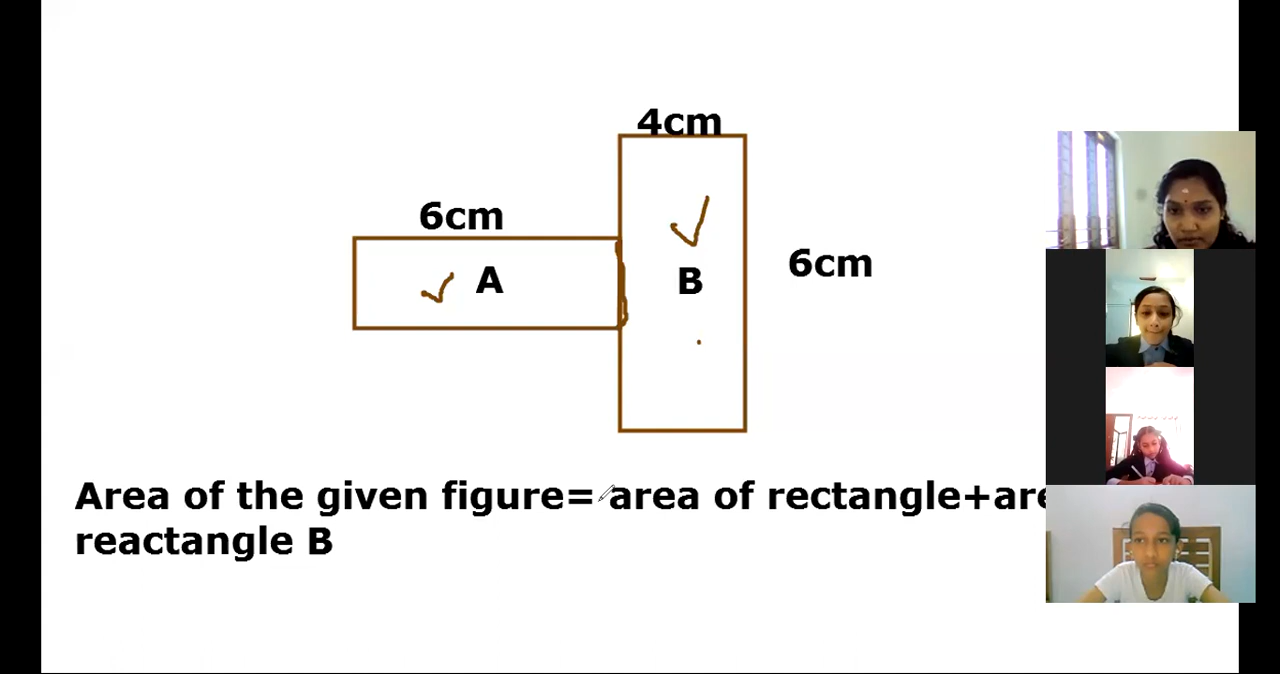 4cm
6cm
A
B
6cm
Area of the given figure= area of rectangle+are
reactangle B